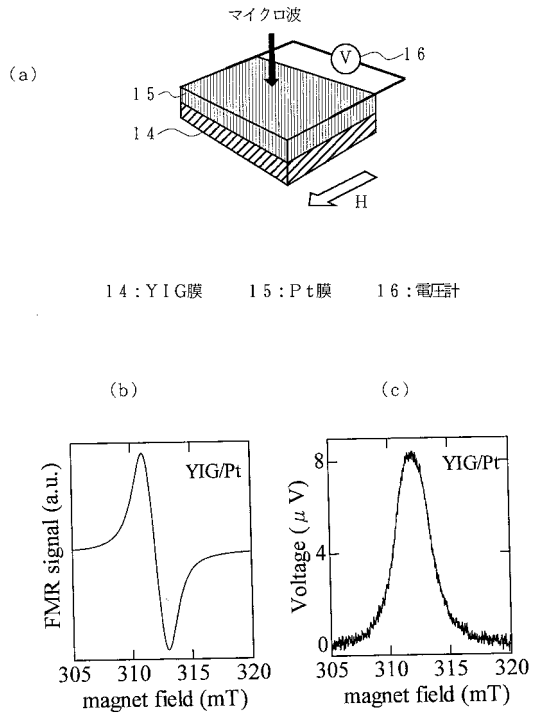 マイクロ波
(a)
V
16
15
14
H
14:YIG膜 15:Pt膜 16:電圧計
(b) (c)
FMR signal (a.u.)
YIG/Pt
305 310 315 320
magnet field (mT)
Voltage (μV)
8
4
0
YIG/Pt
305 310 315 320
magnet field (mT)